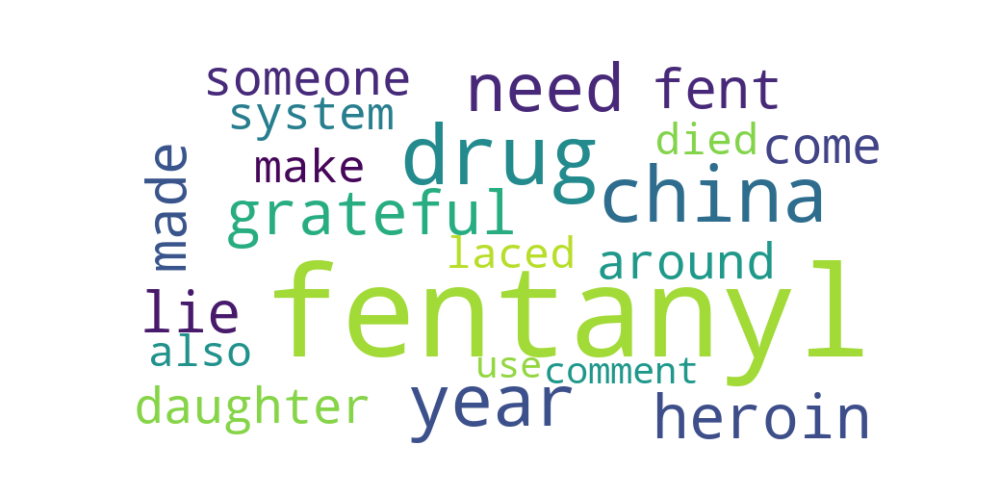 someone
need
fent
system
drug
died
come
make
china
made
grateful
laced
around
fentanyl
lie
also
use
comment
daughter
year
heroin